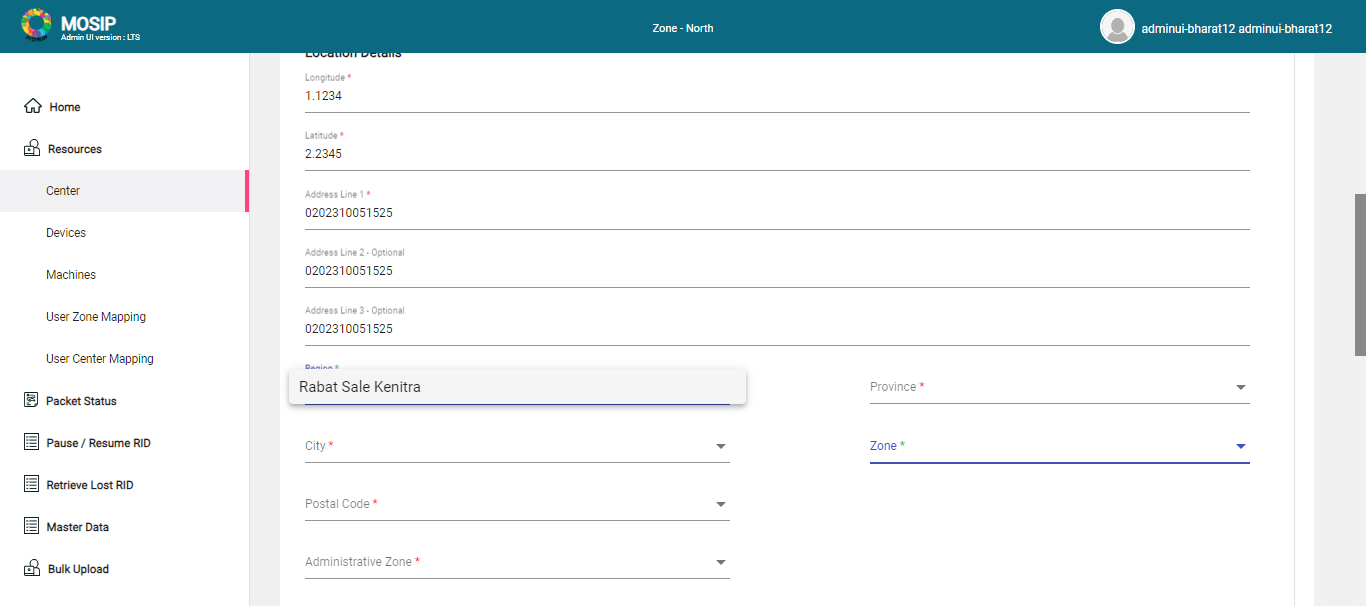 MOSIP
Admin UI version : LTS
Zone - North
adminui-bharat12 adminui-bharat12
Home
Resources
Center
Devices
Machines
User Zone Mapping
User Center Mapping
Packet Status
Pause / Resume RID
Retrieve Lost RID
Master Data
Bulk Upload
Location Details
Longitude *
1.1234
Latitude *
2.2345
Address Line 1 *
0202310051525
Address Line 2 - Optional
0202310051525
Address Line 3 - Optional
0202310051525
Region *
Rabat Sale Kenitra
Province *
City *
Zone *
Postal Code *
Administrative Zone *